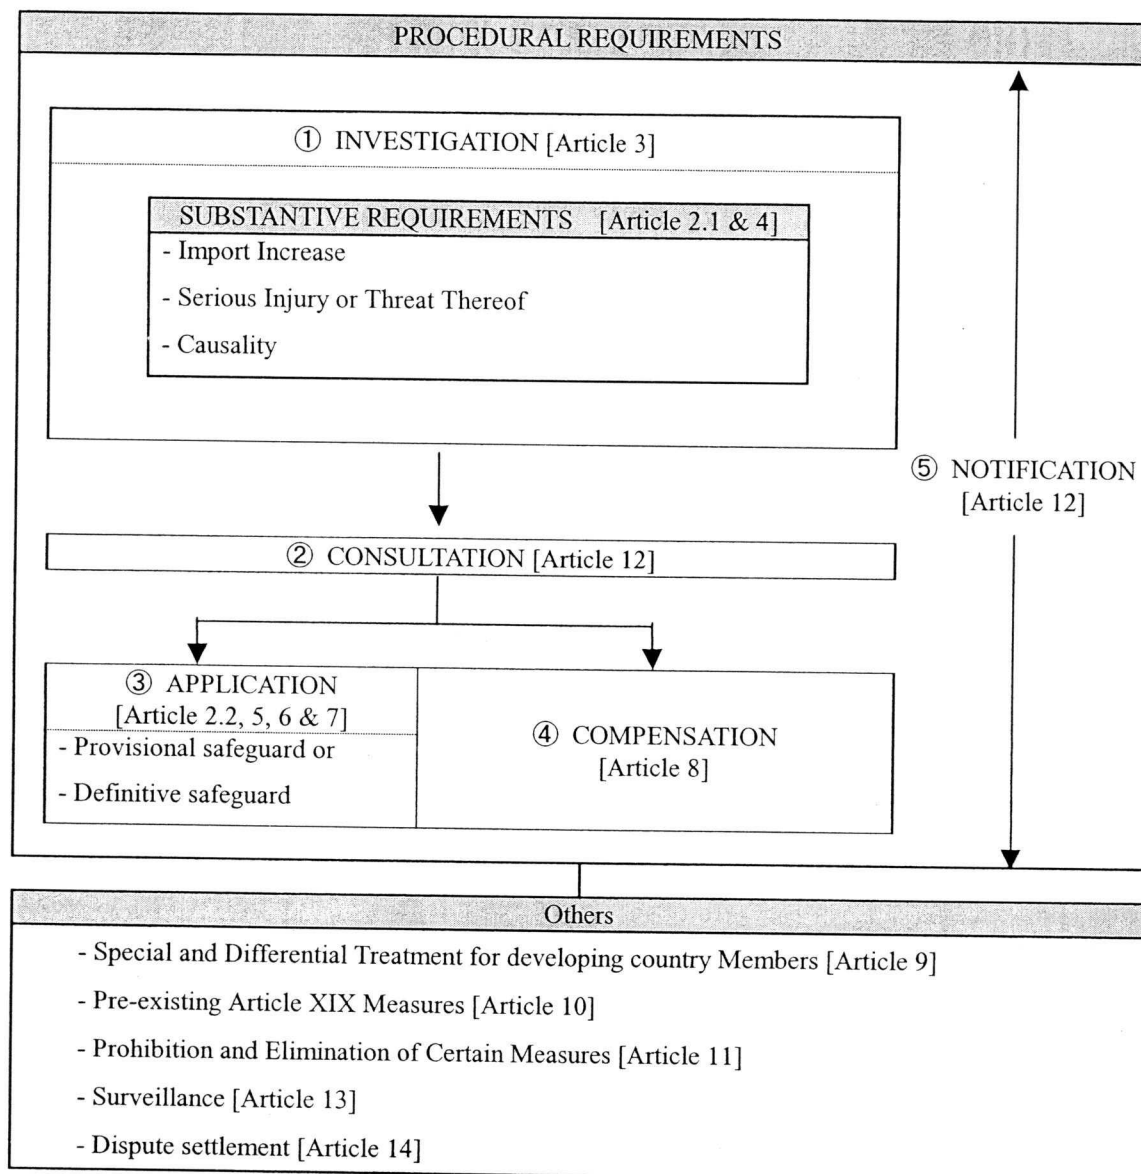 PROCEDURAL REQUIREMENTS
① INVESTIGATION [Article 3]
SUBSTANTIVE REQUIREMENTS [Article 2.1 & 4]
- Import Increase
- Serious Injury or Threat Thereof
- Causality
⑤ NOTIFICATION
[Article 12]
② CONSULTATION [Article 12]
③ APPLICATION
[Article 2.2, 5, 6 & 7]
- Provisional safeguard or
- Definitive safeguard
④ COMPENSATION
[Article 8]
Others
- Special and Differential Treatment for developing country Members [Article 9]
- Pre-existing Article XIX Measures [Article 10]
- Prohibition and Elimination of Certain Measures [Article 11]
- Surveillance [Article 13]
- Dispute settlement [Article 14]